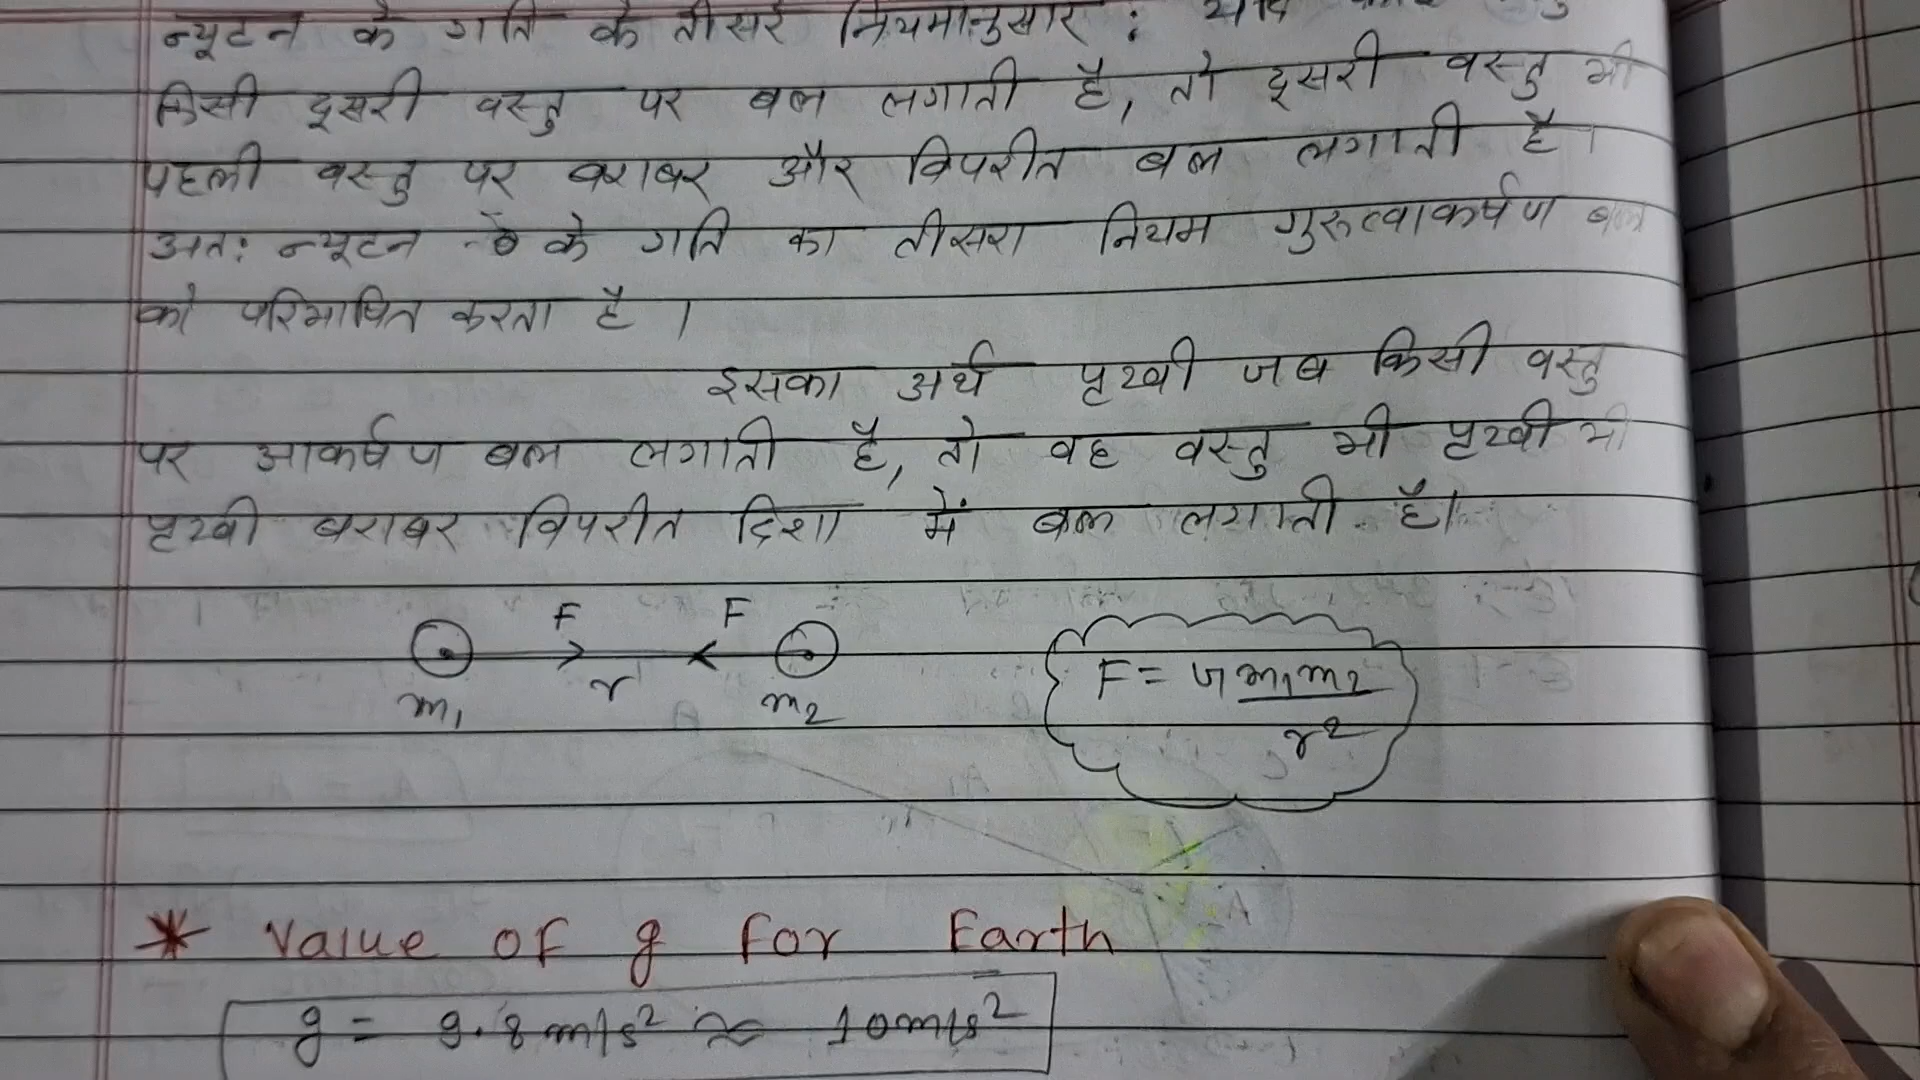 न्यूटन के गति के तीसरे नियमानुसार : यदि
किसी दूसरी वस्तु पर बल लगाती है, तो दूसरी वस्तु भी
पहली वस्तु पर बराबर और विपरीत बल लगाती है।
अतः न्यूटन के गति का तीसरा नियम गुरुत्वाकर्षण बल
को परिभाषित करता है ।
इसका अर्थ पृथ्वी जब किसी वस्तु
पर आकर्षण बल लगाती है, तो वह वस्तु भी पृथ्वी भी
पृथ्वी बराबर विपरीत दिशा में बल लगाती है।
F F
m₁ r m₂
F = G m₁m₂ / r²
* Value of g for Earth
g = 9.8 m/s² ≈ 10m/s²